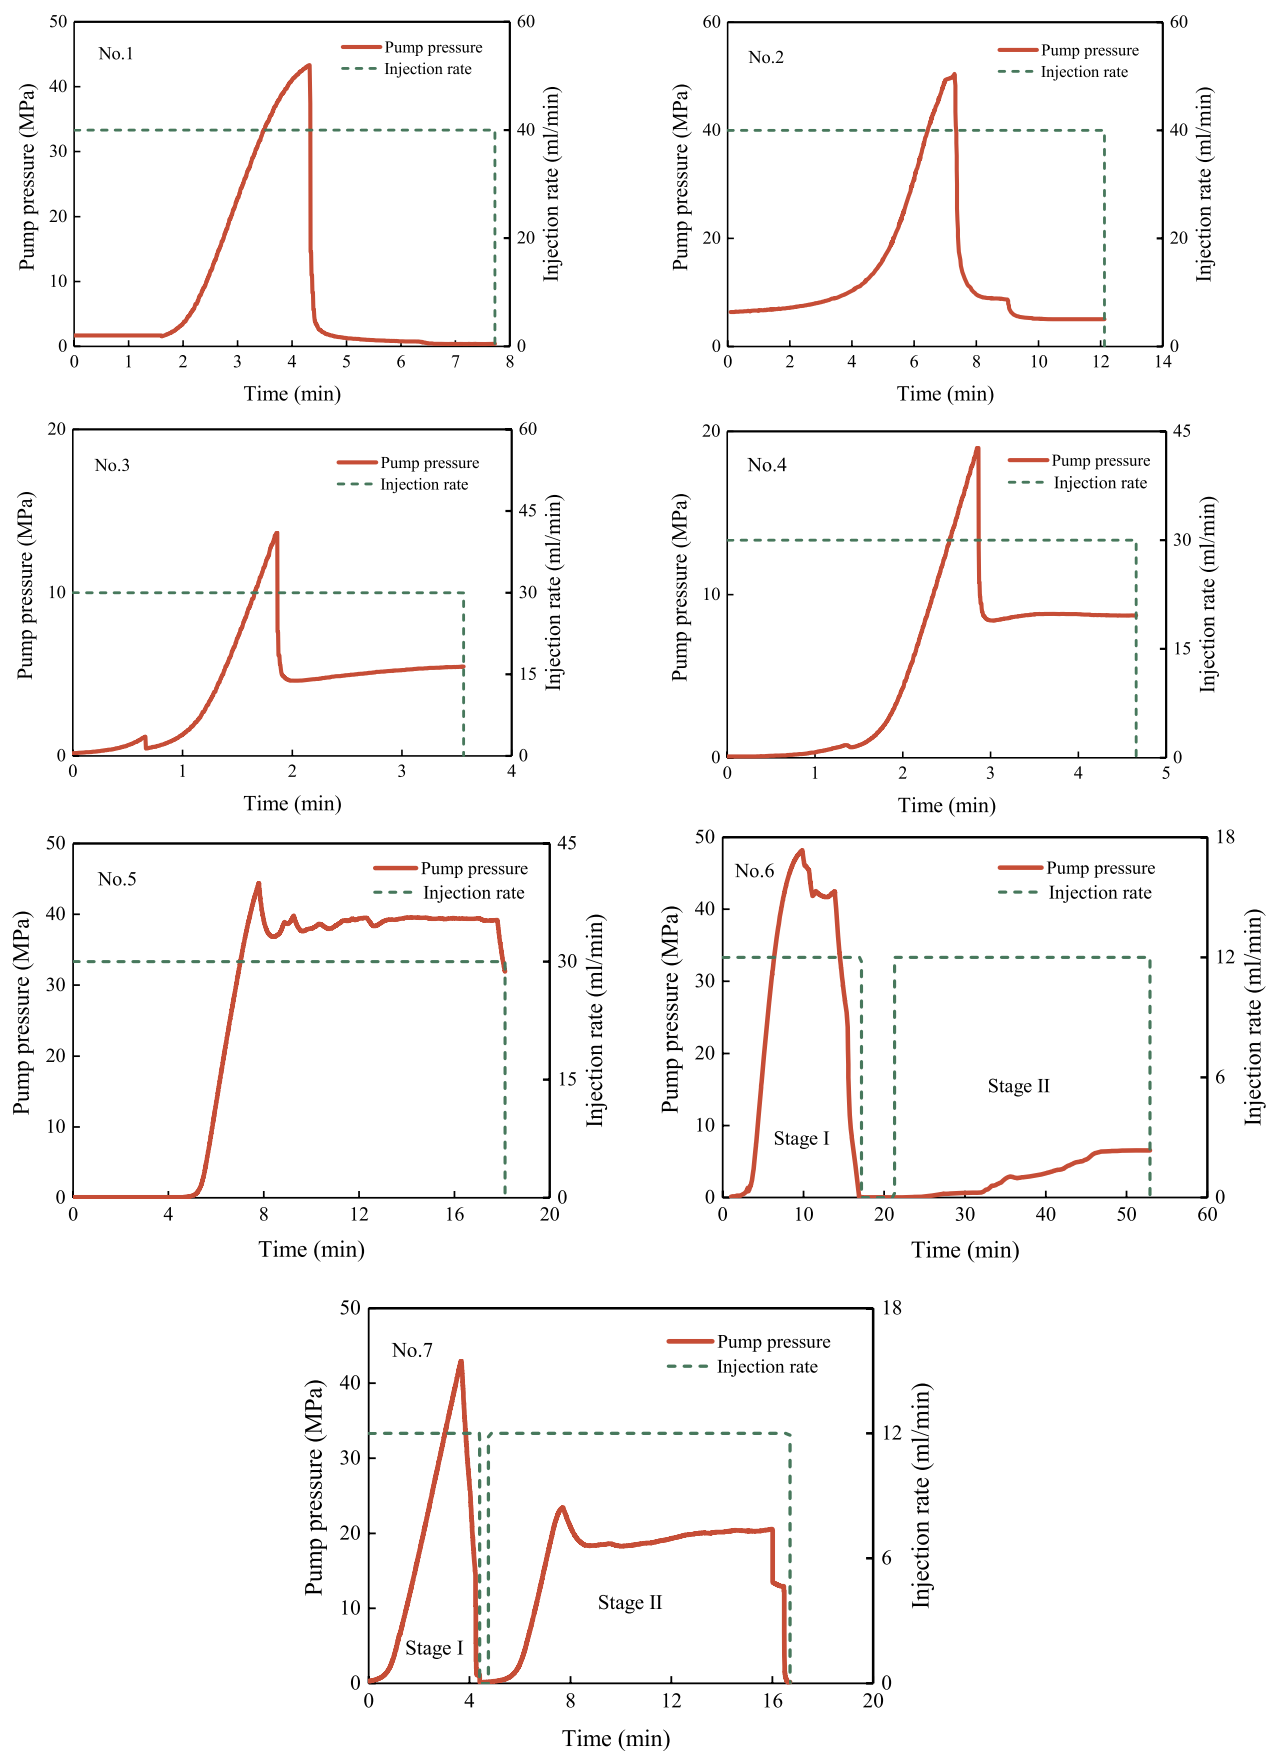 50
40
30
20
10
0
Pump pressure (MPa)
No.1
Pump pressure
Injection rate
60
40
20
0
Injection rate (ml/min)
0 1 2 3 4 5 6 7 8
Time (min)
60
40
20
0
Pump pressure (MPa)
No.2
Pump pressure
Injection rate
60
40
20
0
Injection rate (ml/min)
0 2 4 6 8 10 12 14
Time (min)
20
10
0
Pump pressure (MPa)
No.3
Pump pressure
Injection rate
60
45
30
15
0
Injection rate (ml/min)
0 1 2 3 4
Time (min)
20
10
0
Pump pressure (MPa)
No.4
Pump pressure
Injection rate
45
30
15
0
Injection rate (ml/min)
0 1 2 3 4 5
Time (min)
50
40
30
20
10
0
Pump pressure (MPa)
No.5
Pump pressure
Injection rate
45
30
15
0
Injection rate (ml/min)
0 4 8 12 16 20
Time (min)
50
40
30
20
10
0
Pump pressure (MPa)
No.6
Pump pressure
Injection rate
Stage II
Stage I
18
12
6
0
Injection rate (ml/min)
0 10 20 30 40 50 60
Time (min)
50
40
30
20
10
0
Pump pressure (MPa)
No.7
Pump pressure
Injection rate
Stage II
Stage I
18
12
6
0
Injection rate (ml/min)
0 4 8 12 16 20
Time (min)